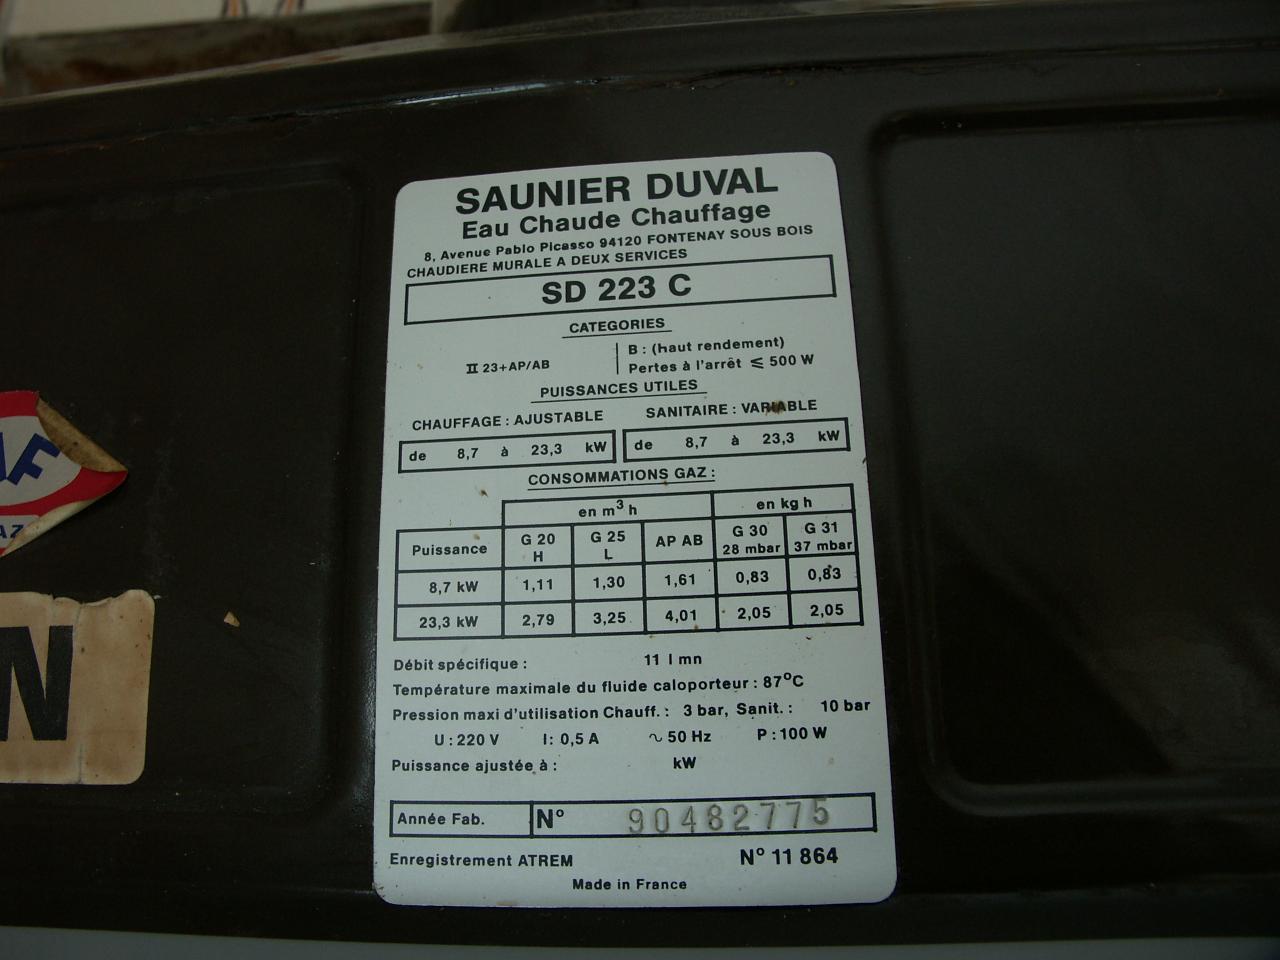 SAUNIER DUVAL
Eau Chaude Chauffage
8, Avenue Pablo Picasso 94120 FONTENAY SOUS BOIS
CHAUDIERE MURALE A DEUX SERVICES
SD 223 C
CATEGORIES
II 23+AP/AB
B : (haut rendement)
Pertes à l'arrêt ⩽ 500 W
PUISSANCES UTILES
CHAUFFAGE : AJUSTABLE SANITAIRE : VARIABLE
de 8,7 à 23,3 kW de 8,7 à 23,3 kW
CONSOMMATIONS GAZ :
en m³ h en kg h
Puissance G 20 H G 25 L AP AB G 30 28 mbar G 31 37 mbar
8,7 kW 1,11 1,30 1,61 0,83 0,83
23,3 kW 2,79 3,25 4,01 2,05 2,05
Débit spécifique : 11 l mn
Température maximale du fluide caloporteur : 87°C
Pression maxi d'utilisation Chauff. : 3 bar, Sanit. : 10 bar
U : 220 V I : 0,5 A ~ 50 Hz P : 100 W
Puissance ajustée à : kW
Année Fab. N° 90482775
Enregistrement ATREM N° 11 864
Made in France
N